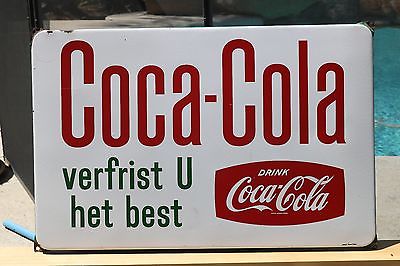 Coca-Cola
verfrist U
het best
DRINK
Coca-Cola